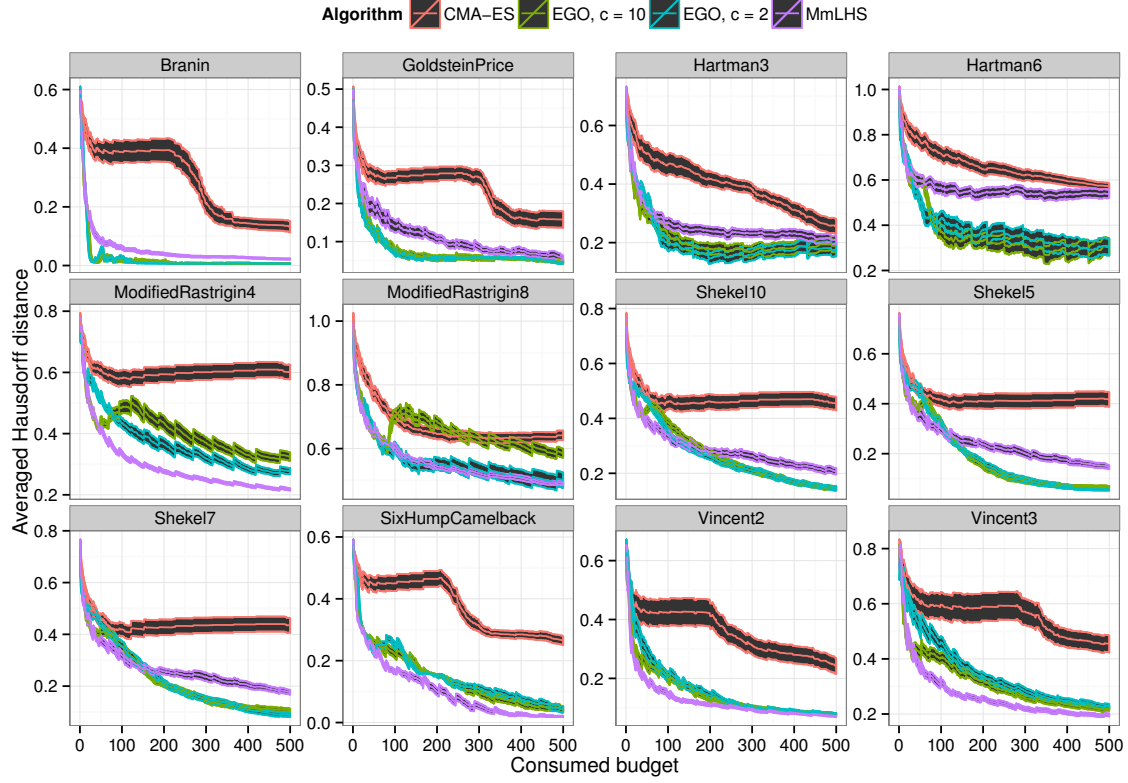 Algorithm CMA−ES EGO, c = 10 EGO, c = 2 MmLHS
Averaged Hausdorff distance
Branin GoldsteinPrice Hartman3 Hartman6
0.6 0.4 0.2 0.0
0.5 0.3 0.2 0.1
0.6 0.4 0.2
1.0 0.8 0.6 0.4 0.2
ModifiedRastrigin4 ModifiedRastrigin8 Shekel10 Shekel5
0.8 0.6 0.4 0.2
1.0 0.8 0.6
0.8 0.6 0.4 0.2
0.6 0.4 0.2
Shekel7 SixHumpCamelback Vincent2 Vincent3
0.8 0.6 0.4 0.2
0.6 0.4 0.2 0.0
0.6 0.4 0.2
0.8 0.6 0.4 0.2
0 100 200 300 400 500 0 100 200 300 400 500 0 100 200 300 400 500 0 100 200 300 400 500
Consumed budget